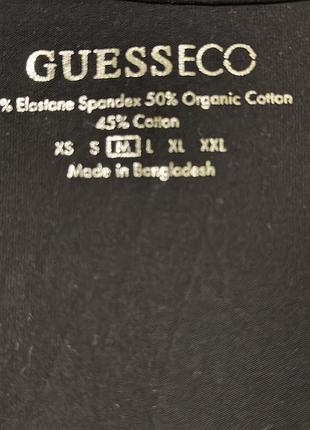 GUESSECO
% Elastane Spandex 50% Organic Cotton
45% Cotton
XS S M L XL XXL
Made in Bangladesh